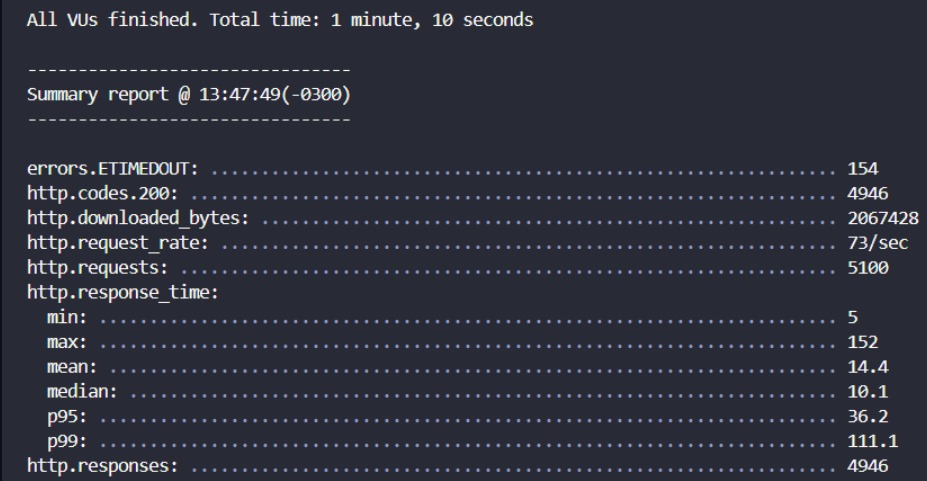 All VUs finished. Total time: 1 minute, 10 seconds
--------------------------------
Summary report @ 13:47:49(-0300)
--------------------------------
errors.ETIMEDOUT: .............................................................. 154
http.codes.200: ................................................................ 4946
http.downloaded_bytes: ......................................................... 2067428
http.request_rate: ............................................................. 73/sec
http.requests: ................................................................. 5100
http.response_time:
  min: ......................................................................... 5
  max: ......................................................................... 152
  mean: ........................................................................ 14.4
  median: ...................................................................... 10.1
  p95: ......................................................................... 36.2
  p99: ......................................................................... 111.1
http.responses: ................................................................ 4946